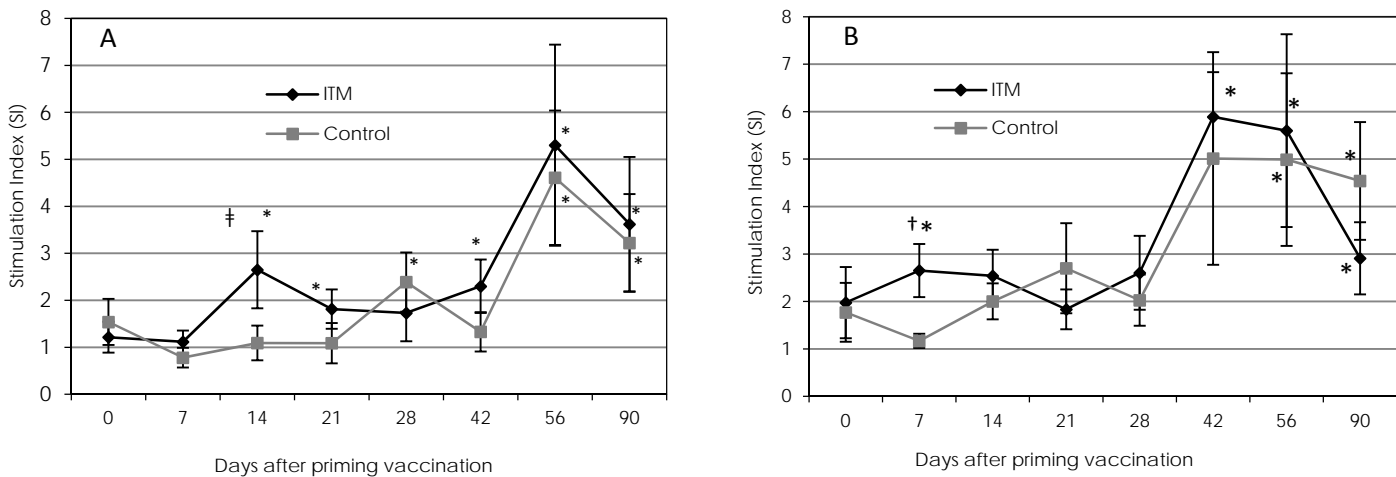 A
ITM
Control
‡ *
*
*
*
*
*
*
*
8
7
6
5
4
3
2
1
0
Stimulation Index (SI)
0 7 14 21 28 42 56 90
Days after priming vaccination
B
ITM
Control
†*
*
*
*
*
*
8
7
6
5
4
3
2
1
0
Stimulation Index (SI)
0 7 14 21 28 42 56 90
Days after priming vaccination